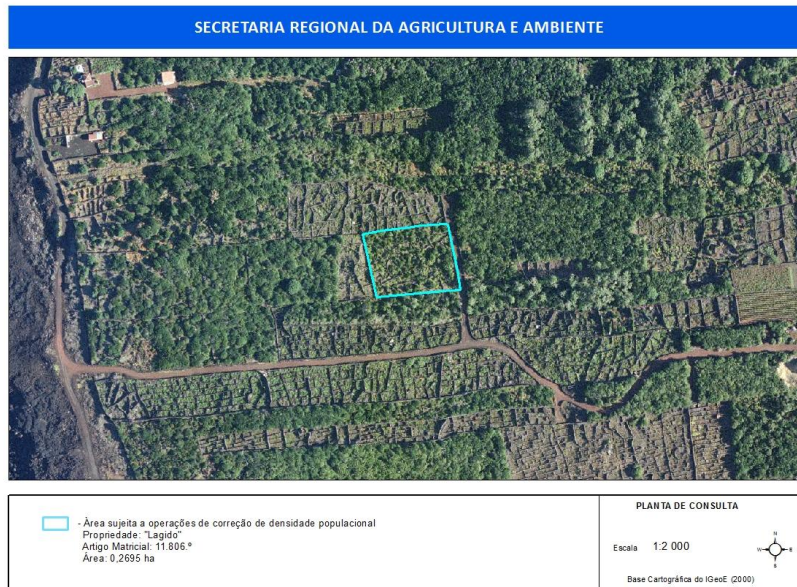 SECRETARIA REGIONAL DA AGRICULTURA E AMBIENTE
- Área sujeita a operações de correção de densidade populacional
Propriedade: "Lagido"
Artigo Matricial: 11.806.º
Área: 0,2695 ha
PLANTA DE CONSULTA
Escala 1:2 000
N
W E
S
Base Cartográfica do IGeoE (2000)